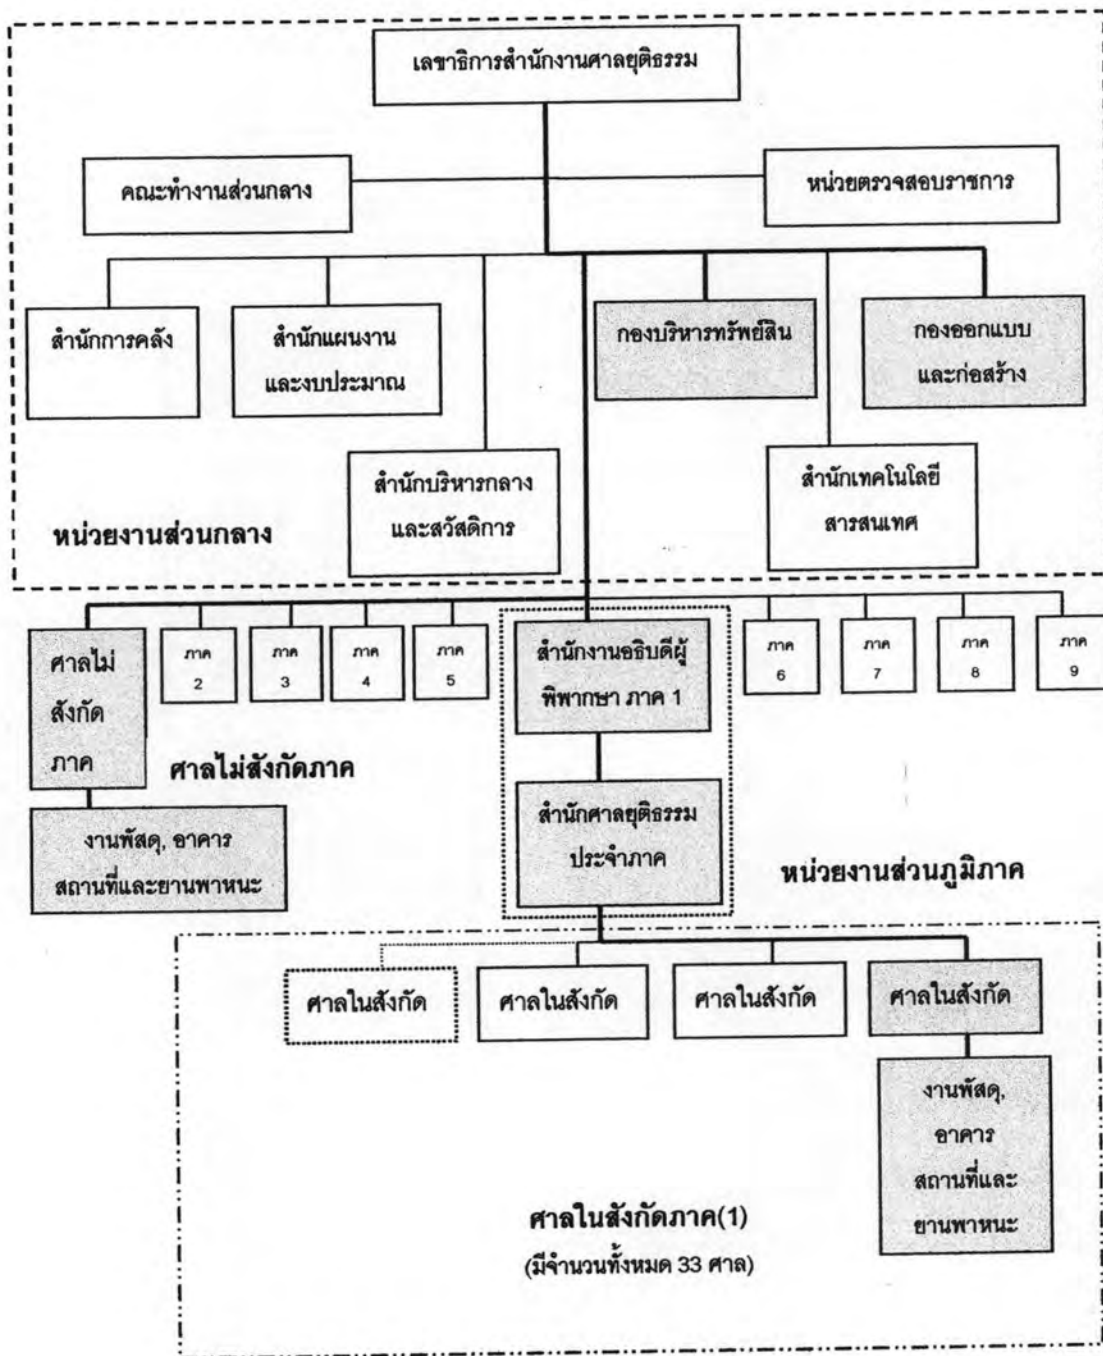 เลขาธิการสำนักงานศาลยุติธรรม
คณะทำงานส่วนกลาง
หน่วยตรวจสอบราชการ
สำนักการคลัง
สำนักแผนงาน
และงบประมาณ
กองบริหารทรัพย์สิน
กองออกแบบ
และก่อสร้าง
สำนักบริหารกลาง
และสวัสดิการ
สำนักเทคโนโลยี
สารสนเทศ
หน่วยงานส่วนกลาง
ศาลไม่
สังกัด
ภาค
ภาค
2
ภาค
3
ภาค
4
ภาค
5
สำนักงานอธิบดีผู้
พิพากษา ภาค 1
ภาค
6
ภาค
7
ภาค
8
ภาค
9
ศาลไม่สังกัดภาค
งานพัสดุ, อาคาร
สถานที่และยานพาหนะ
สำนักศาลยุติธรรม
ประจำภาค
หน่วยงานส่วนภูมิภาค
ศาลในสังกัด
ศาลในสังกัด
ศาลในสังกัด
ศาลในสังกัด
งานพัสดุ,
อาคาร
สถานที่และ
ยานพาหนะ
ศาลในสังกัดภาค(1)
(มีจำนวนทั้งหมด 33 ศาล)